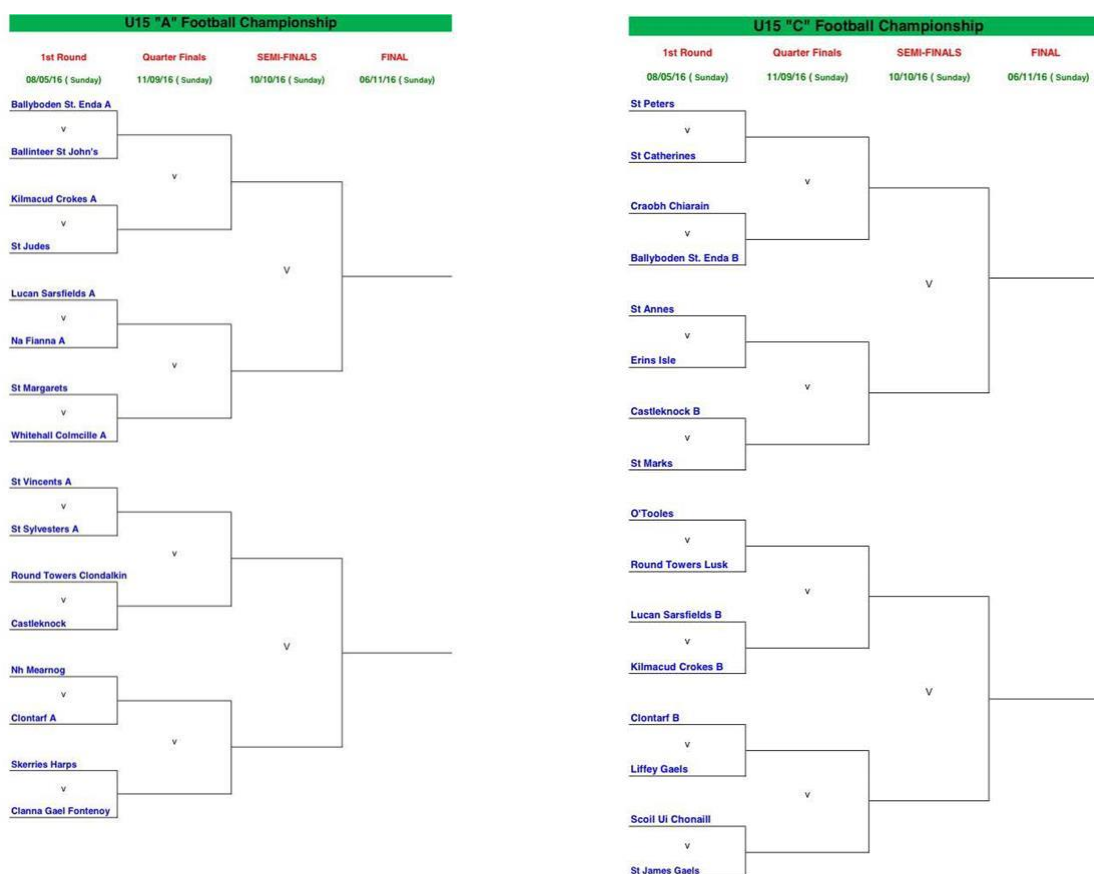 U15 "A" Football Championship
1st Round Quarter Finals SEMI-FINALS FINAL
08/05/16 ( Sunday) 11/09/16 ( Sunday) 10/10/16 ( Sunday) 06/11/16 ( Sunday)
Ballyboden St. Enda A
v
Ballinteer St John's
v
Kilmacud Crokes A
v
St Judes
V
Lucan Sarsfields A
v
Na Fianna A
v
St Margarets
v
Whitehall Colmcille A
St Vincents A
v
St Sylvesters A
v
Round Towers Clondalkin
v
Castleknock
V
Nh Mearnog
v
Clontarf A
v
Skerries Harps
v
Clanna Gael Fontenoy
U15 "C" Football Championship
1st Round Quarter Finals SEMI-FINALS FINAL
08/05/16 ( Sunday) 11/09/16 ( Sunday) 10/10/16 ( Sunday) 06/11/16 ( Sunday)
St Peters
v
St Catherines
v
Craobh Chiarain
v
Ballyboden St. Enda B
V
St Annes
v
Erins Isle
v
Castleknock B
v
St Marks
O'Tooles
v
Round Towers Lusk
v
Lucan Sarsfields B
v
Kilmacud Crokes B
V
Clontarf B
v
Liffey Gaels
v
Scoil Ui Chonaill
v
St James Gaels